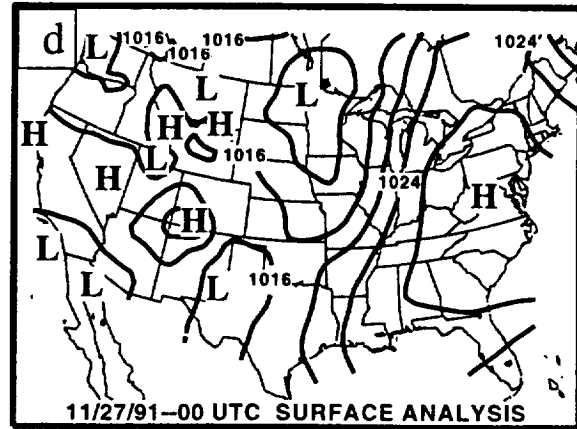 d
1016 1016 1016 1024
L
L L
H H H
L 1016
H 1024 H
H
L L 1016
L
11/27/91--00 UTC SURFACE ANALYSIS